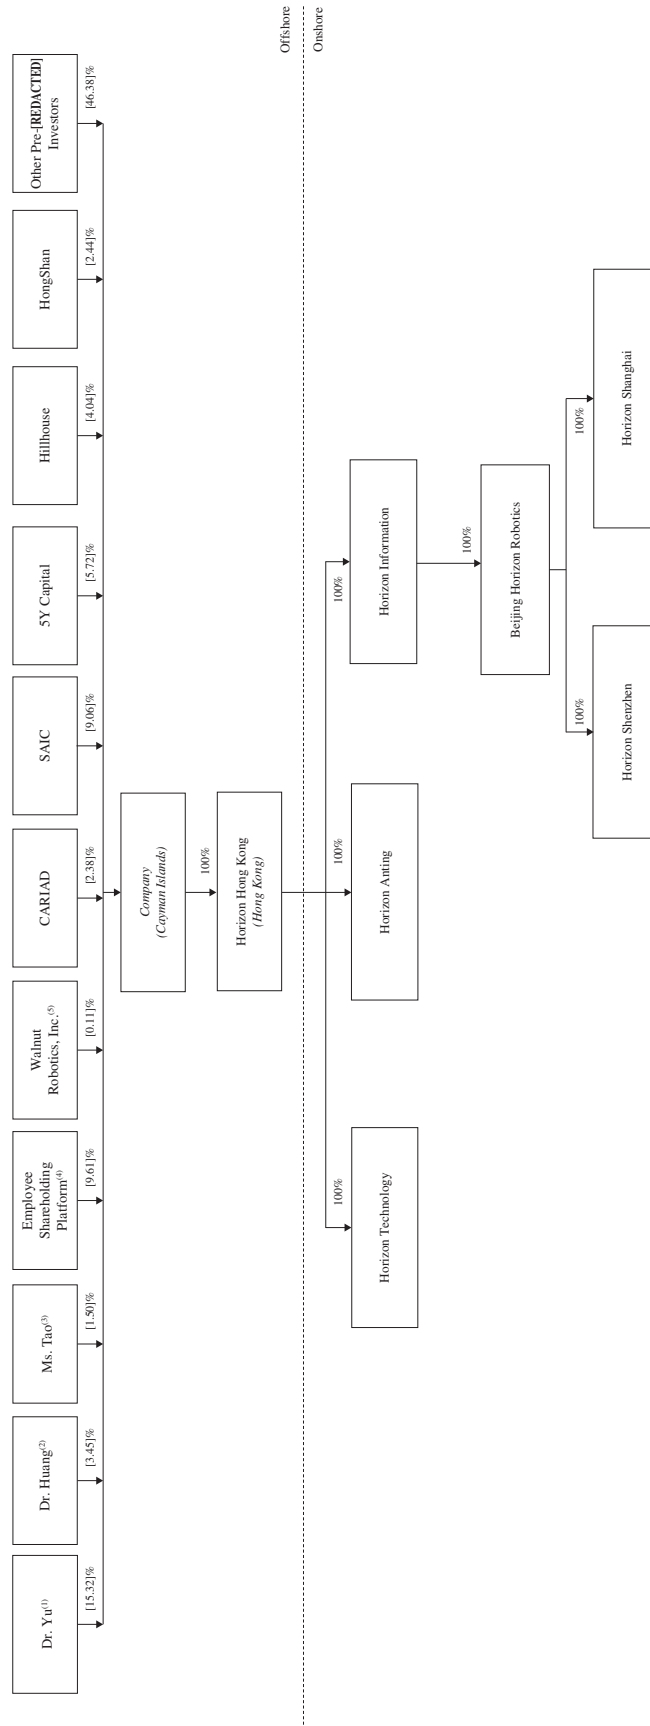 Dr. Yu(1)
[15.32]%
Dr. Huang(2)
[3.45]%
Ms. Tao(3)
[1.50]%
Employee
Shareholding
Platform(4)
[9.61]%
Walnut
Robotics, Inc.(5)
[0.11]%
CARIAD
[2.38]%
SAIC
[9.06]%
5Y Capital
[5.72]%
Hillhouse
[4.04]%
HongShan
[2.44]%
Other Pre-[REDACTED]
Investors
[46.38]%
Company
(Cayman Islands)
100%
Horizon Hong Kong
(Hong Kong)
Offshore
Onshore
100%
Horizon Technology
100%
Horizon Anting
100%
Horizon Information
100%
Beijing Horizon Robotics
100%
Horizon Shenzhen
100%
Horizon Shanghai